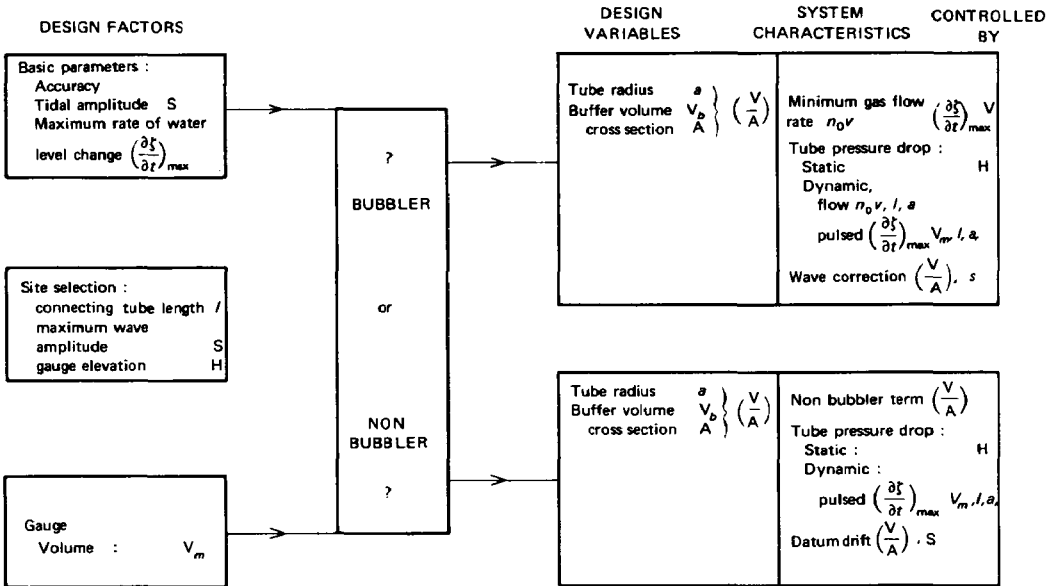 DESIGN FACTORS
DESIGN VARIABLES
SYSTEM CHARACTERISTICS
CONTROLLED BY
Basic parameters :
Accuracy
Tidal amplitude S
Maximum rate of water
level change (∂ζ/∂t)max
Site selection :
connecting tube length l
maximum wave
amplitude S
gauge elevation H
Gauge
Volume : Vm
?
BUBBLER
or
NON
BUBBLER
?
Tube radius a
Buffer volume Vb } (V/A)
cross section A
Minimum gas flow
rate n0v (∂ζ/∂t)max V
Tube pressure drop :
Static H
Dynamic,
flow n0v, l, a
pulsed (∂ζ/∂t)max Vm, l, a,
Wave correction (V/A), s
Tube radius a
Buffer volume Vb } (V/A)
cross section A
Non bubbler term (V/A)
Tube pressure drop :
Static : H
Dynamic :
pulsed (∂ζ/∂t)max Vm, l, a,
Datum drift (V/A) , S